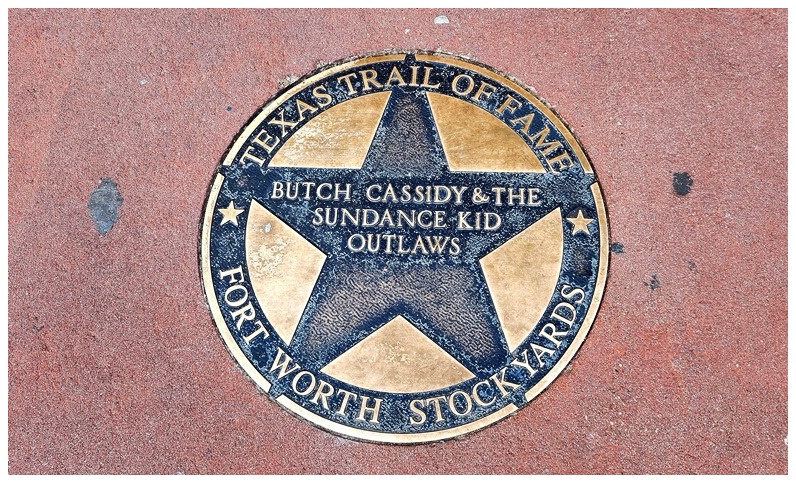 TEXAS TRAIL OF FAME
BUTCH CASSIDY & THE
SUNDANCE KID
OUTLAWS
FORT WORTH STOCKYARDS